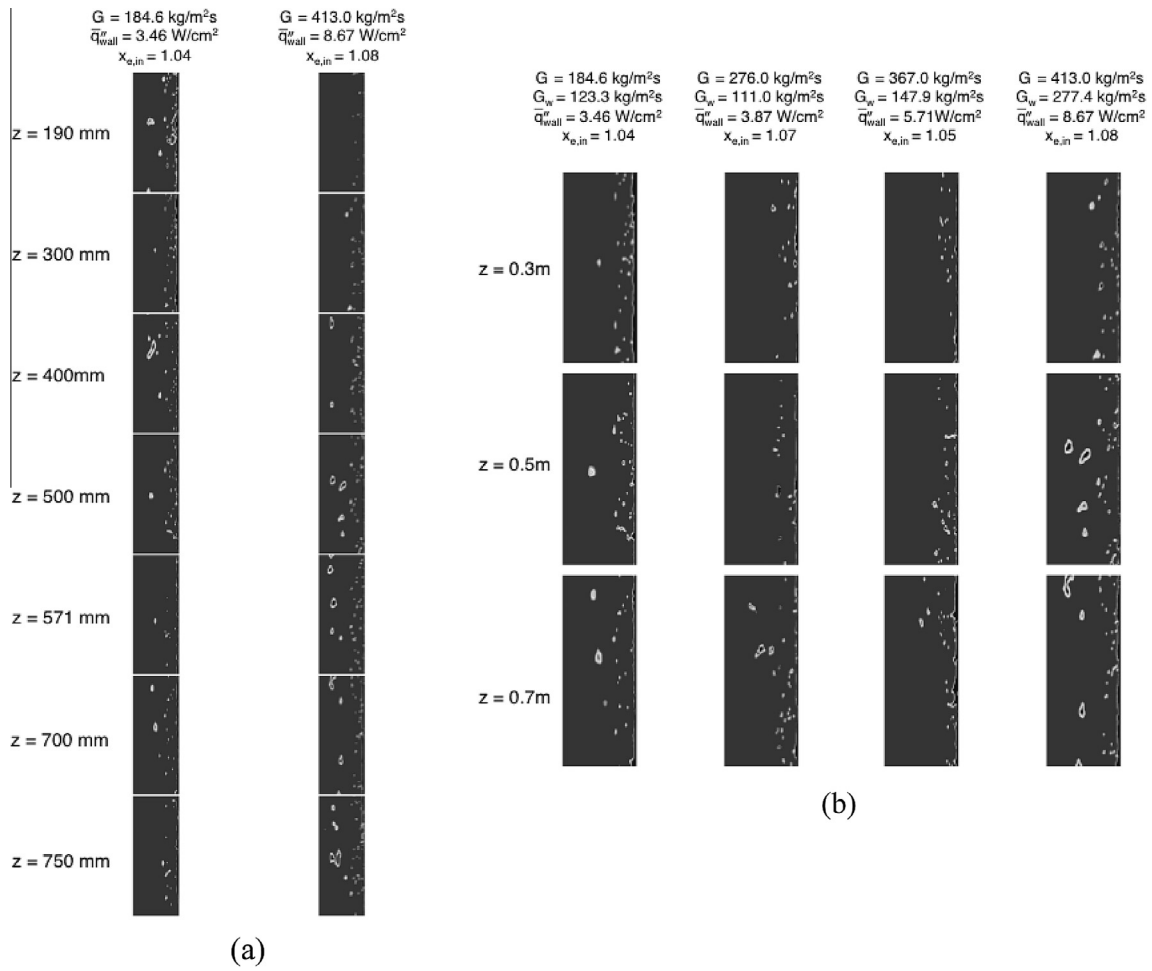 G = 184.6 kg/m²s
q̅″wall = 3.46 W/cm²
xe,in = 1.04
G = 413.0 kg/m²s
q̅″wall = 8.67 W/cm²
xe,in = 1.08
z = 190 mm
z = 300 mm
z = 400mm
z = 500 mm
z = 571 mm
z = 700 mm
z = 750 mm
(a)
G = 184.6 kg/m²s
Gw = 123.3 kg/m²s
q̅″wall = 3.46 W/cm²
xe,in = 1.04
G = 276.0 kg/m²s
Gw = 111.0 kg/m²s
q̅″wall = 3.87 W/cm²
xe,in = 1.07
G = 367.0 kg/m²s
Gw = 147.9 kg/m²s
q̅″wall = 5.71 W/cm²
xe,in = 1.05
G = 413.0 kg/m²s
Gw = 277.4 kg/m²s
q̅″wall = 8.67 W/cm²
xe,in = 1.08
z = 0.3m
z = 0.5m
z = 0.7m
(b)